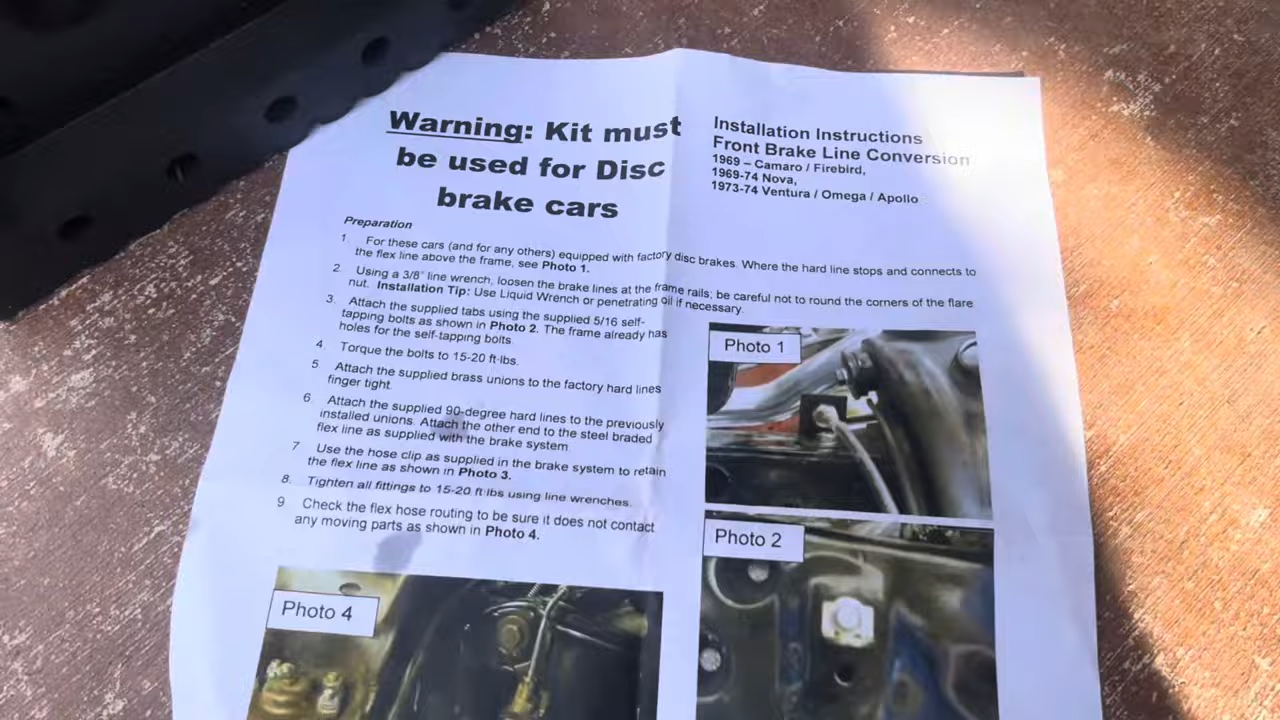 Warning: Kit must
be used for Disc
brake cars
Installation Instructions
Front Brake Line Conversion
1969 – Camaro / Firebird,
1969-74 Nova,
1973-74 Ventura / Omega / Apollo
Preparation
1. For these cars (and for any others) equipped with factory disc brakes. Where the hard line stops and connects to
the flex line above the frame, see Photo 1.
2. Using a 3/8" line wrench, loosen the brake lines at the frame rails; be careful not to round the corners of the flare
nut. Installation Tip: Use Liquid Wrench or penetrating oil if necessary.
3. Attach the supplied tabs using the supplied 5/16 self-
tapping bolts as shown in Photo 2. The frame already has
holes for the self-tapping bolts.
4. Torque the bolts to 15-20 ft·lbs.
5 Attach the supplied brass unions to the factory hard lines
finger tight.
6. Attach the supplied 90-degree hard lines to the previously
installed unions. Attach the other end to the steel braded
flex line as supplied with the brake system.
7 Use the hose clip as supplied in the brake system to retain
the flex line as shown in Photo 3.
8. Tighten all fittings to 15-20 ft·lbs using line wrenches.
9 Check the flex hose routing to be sure it does not contact
any moving parts as shown in Photo 4.
Photo 1
Photo 2
Photo 4